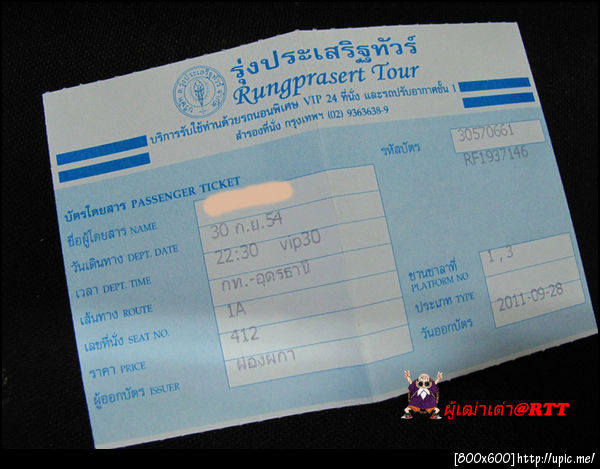 รุ่งประเสริฐทัวร์
Rungprasert Tour
บริการรับใช้ท่านด้วยรถนอนพิเศษ VIP 24 ที่นั่ง และรถปรับอากาศชั้น 1
สำรองที่นั่ง กรุงเทพฯ (02) 9363638-9
รหัสบัตร 30570661
RF1937146
บัตรโดยสาร PASSENGER TICKET
ชื่อผู้โดยสาร NAME
วันเดินทาง DEPT. DATE 30 ก.ย.54
เวลา DEPT. TIME 22:30 vip30
เส้นทาง ROUTE กท.-อุดรธานี
เลขที่นั่ง SEAT NO. 1A
ราคา PRICE 412
ผู้ออกบัตร ISSUER ผ่องผกา
ชานชาลาที่ 1,3
PLATFORM NO
ประเภท TYPE
วันออกบัตร 2011-09-28
ผู้เฒ่าเต่า@RTT
[800x600]http://upic.me/